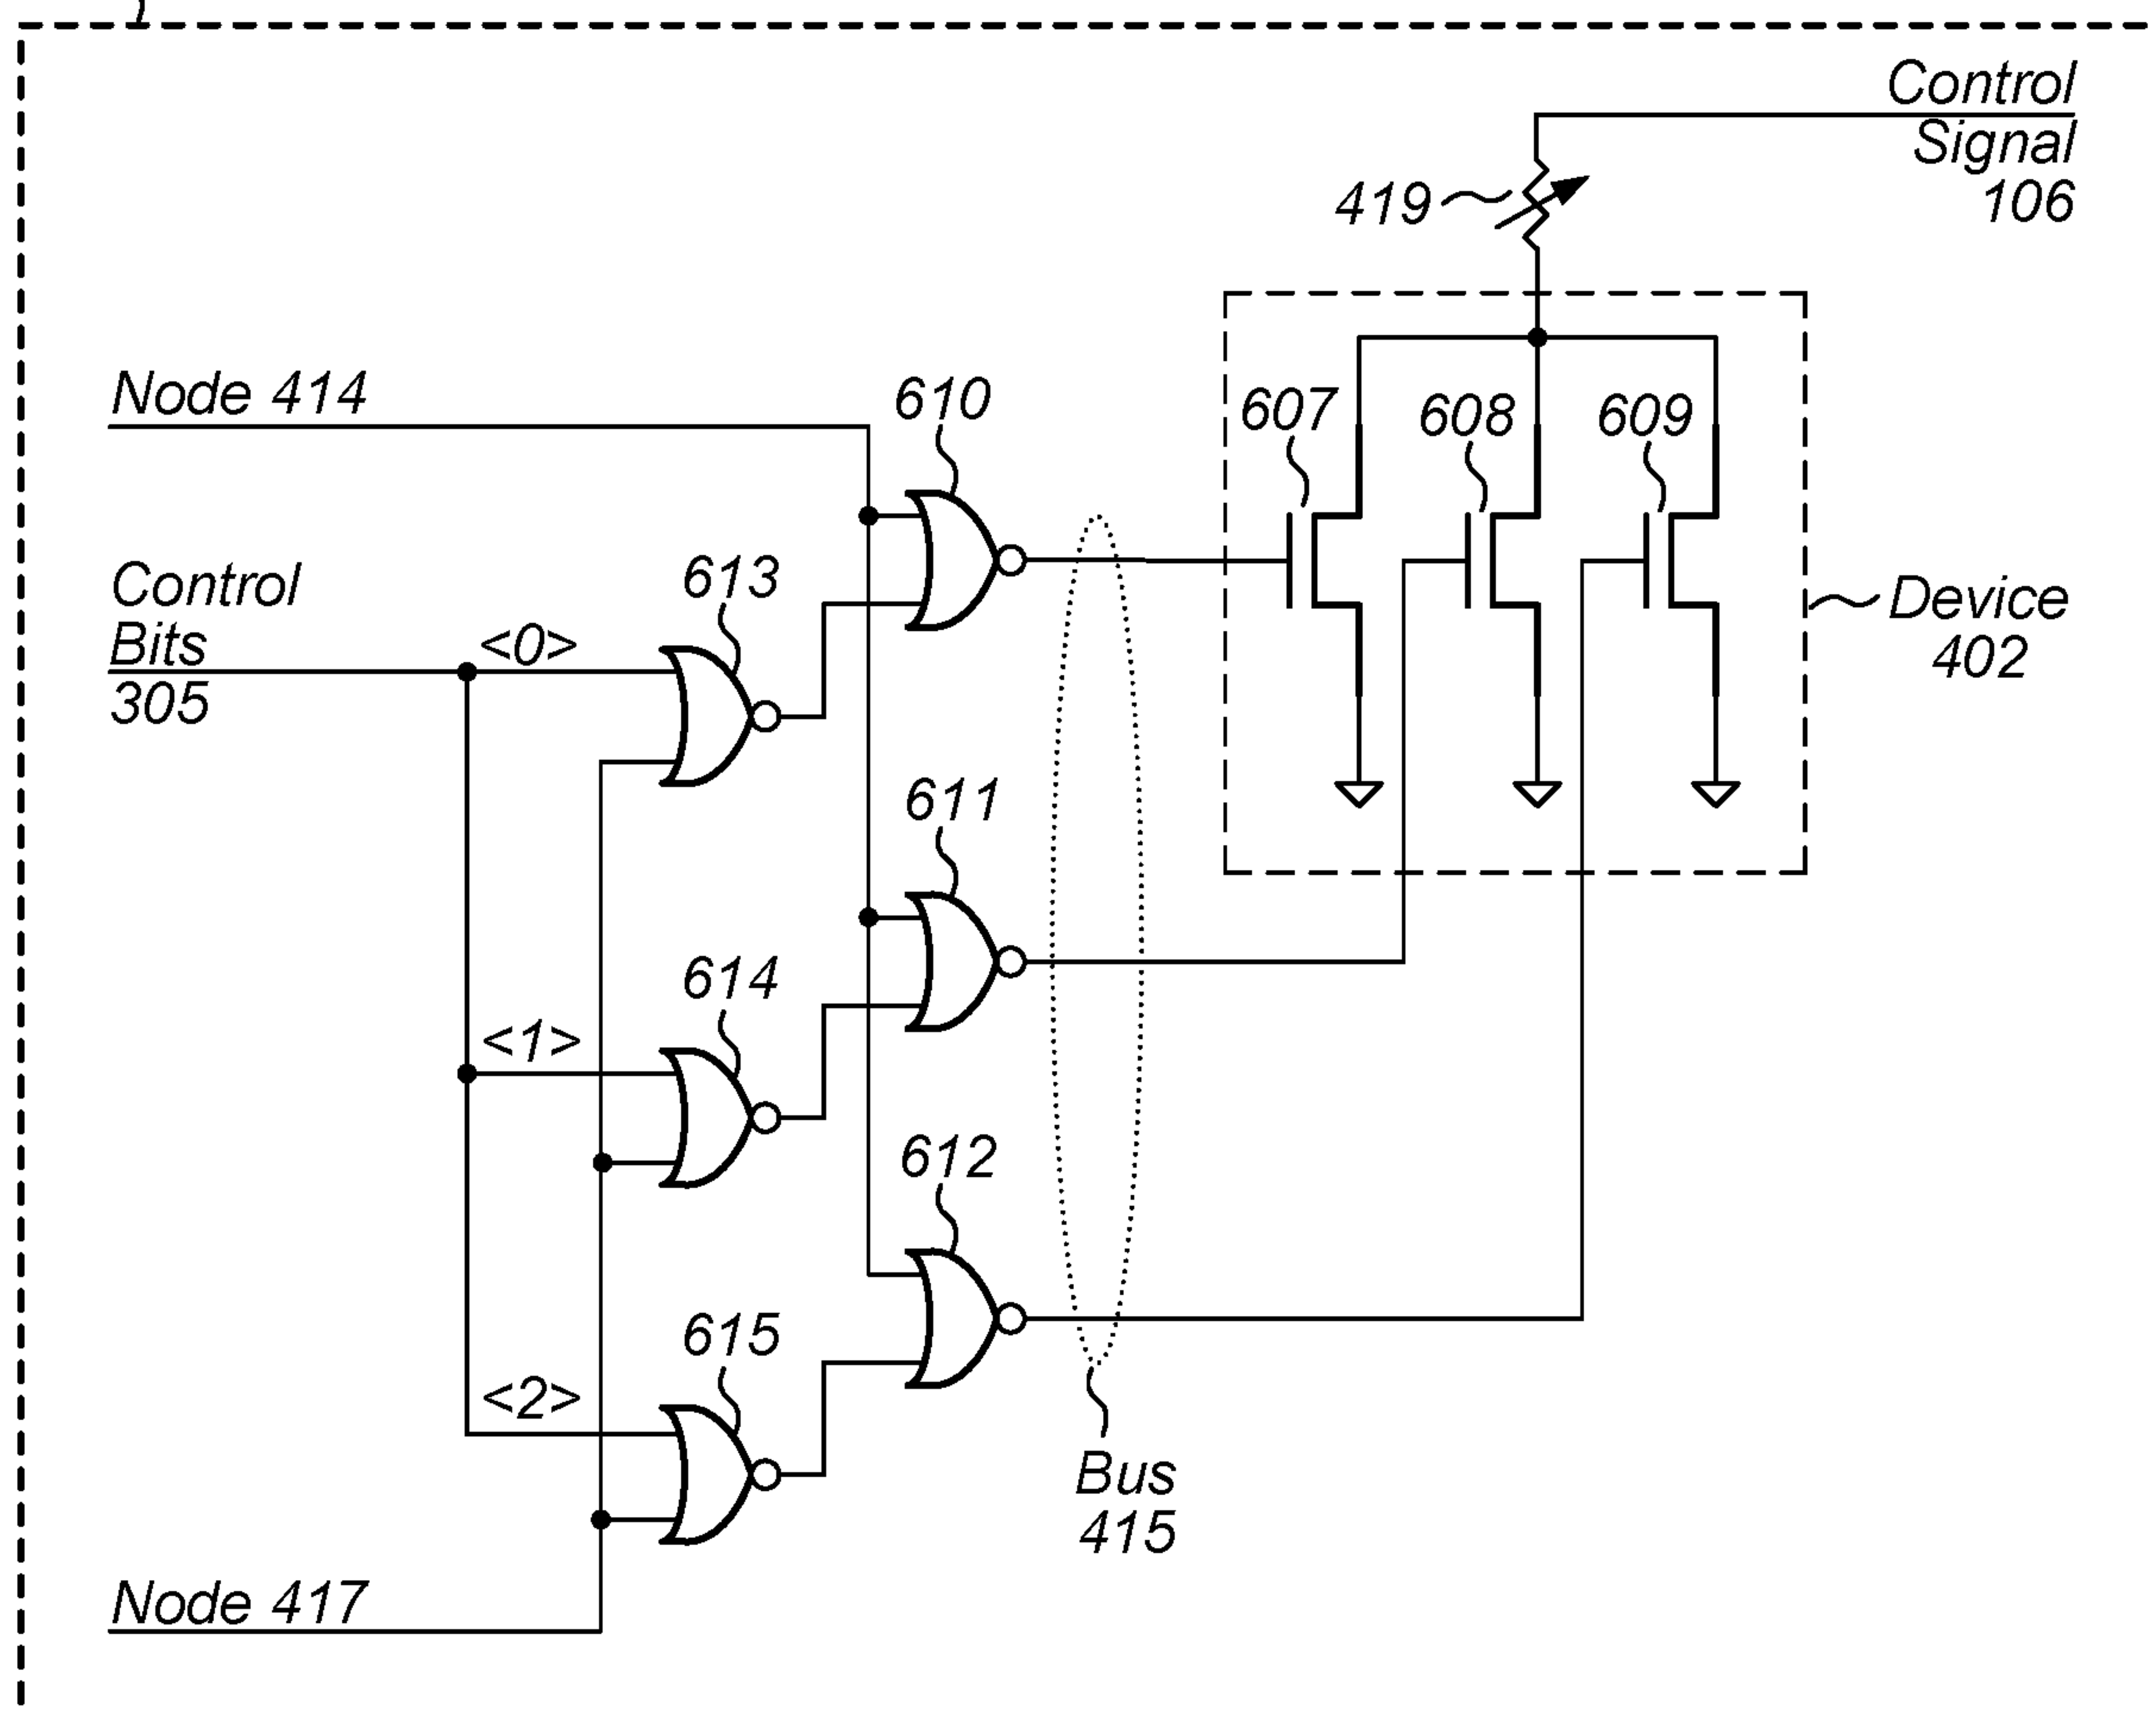 Control
Signal
106
419
Node 414
610
607
608
609
Control
Bits
305
<0>
613
Device
402
611
614
<1>
612
615
<2>
Bus
415
Node 417